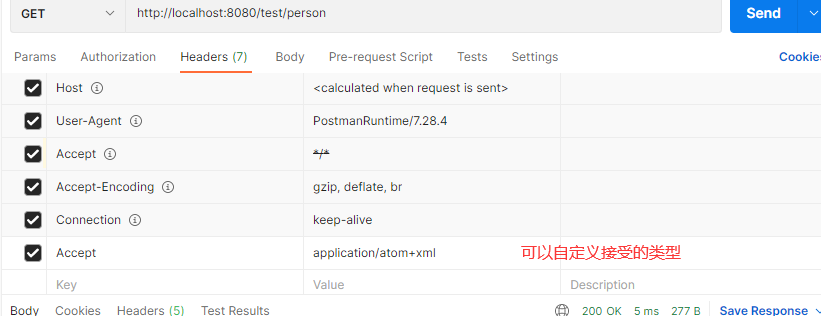 GET http://localhost:8080/test/person Send
Params Authorization Headers (7) Body Pre-request Script Tests Settings Cookies
Host <calculated when request is sent>
User-Agent PostmanRuntime/7.28.4
Accept */*
Accept-Encoding gzip, deflate, br
Connection keep-alive
Accept application/atom+xml 可以自定义接受的类型
Key Value Description
Body Cookies Headers (5) Test Results 200 OK 5 ms 277 B Save Response